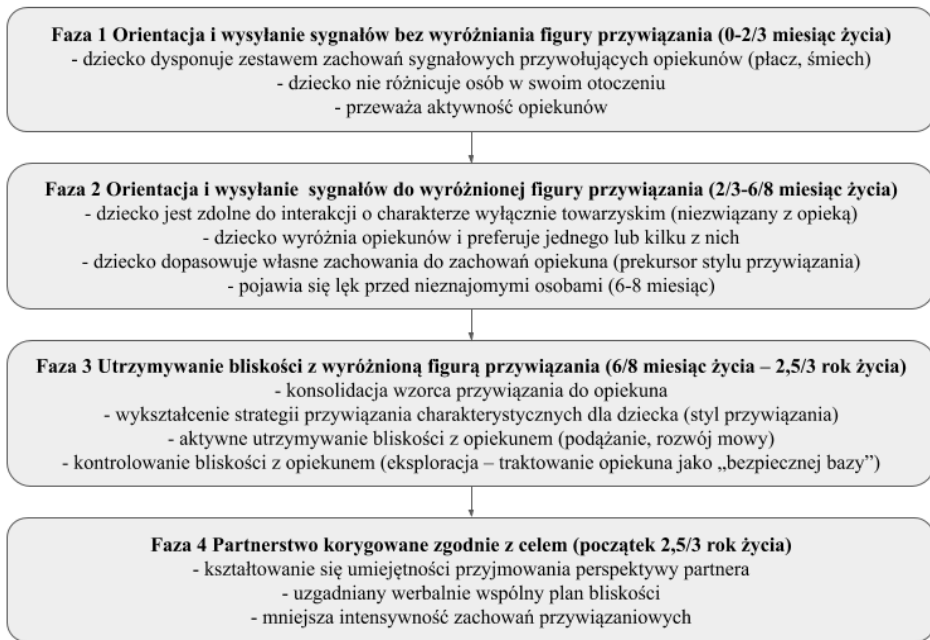 Faza 1 Orientacja i wysyłanie sygnałów bez wyróżniania figury przywiązania (0-2/3 miesiąc życia)
- dziecko dysponuje zestawem zachowań sygnałowych przywołujących opiekunów (płacz, śmiech)
- dziecko nie różnicuje osób w swoim otoczeniu
- przeważa aktywność opiekunów
Faza 2 Orientacja i wysyłanie sygnałów do wyróżnionej figury przywiązania (2/3-6/8 miesiąc życia)
- dziecko jest zdolne do interakcji o charakterze wyłącznie towarzyskim (niezwiązany z opieką)
- dziecko wyróżnia opiekunów i preferuje jednego lub kilku z nich
- dziecko dopasowuje własne zachowania do zachowań opiekuna (prekursor stylu przywiązania)
- pojawia się lęk przed nieznajomymi osobami (6-8 miesiąc)
Faza 3 Utrzymywanie bliskości z wyróżnioną figurą przywiązania (6/8 miesiąc życia – 2,5/3 rok życia)
- konsolidacja wzorca przywiązania do opiekuna
- wykształcenie strategii przywiązania charakterystycznych dla dziecka (styl przywiązania)
- aktywne utrzymywanie bliskości z opiekunem (podążanie, rozwój mowy)
- kontrolowanie bliskości z opiekunem (eksploracja – traktowanie opiekuna jako „bezpiecznej bazy”)
Faza 4 Partnerstwo korygowane zgodnie z celem (początek 2,5/3 rok życia)
- kształtowanie się umiejętności przyjmowania perspektywy partnera
- uzgadniany werbalnie wspólny plan bliskości
- mniejsza intensywność zachowań przywiązaniowych